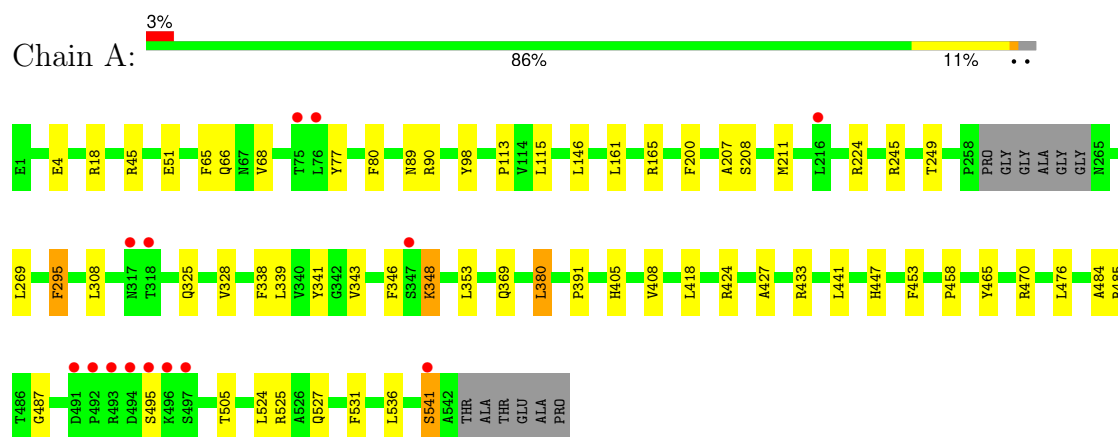 3%
Chain A:
86% 11% • •
E1 E4 R18 R45 E51 F65 Q66 N67 V68 T75 L76 Y77 F80 N89 R90 Y98 P113 V114 L115 L146 L161 R165 F200 A207 S208 M211 L216 R224 R245 T249 P258 PRO GLY GLY ALA GLY GLY N265
L269 F295 L308 N317 T318 Q325 V328 F338 L339 V340 Y341 G342 V343 F346 S347 K348 L353 Q369 L380 P391 H405 V408 L418 R424 A427 R433 L441 H447 F453 P458 Y465 R470 L476 A484
T486 G487 D491 P492 R493 D494 S495 K496 S497 T505 L524 R525 A526 Q527 F531 L536 S541 A542 THR ALA THR GLU ALA PRO